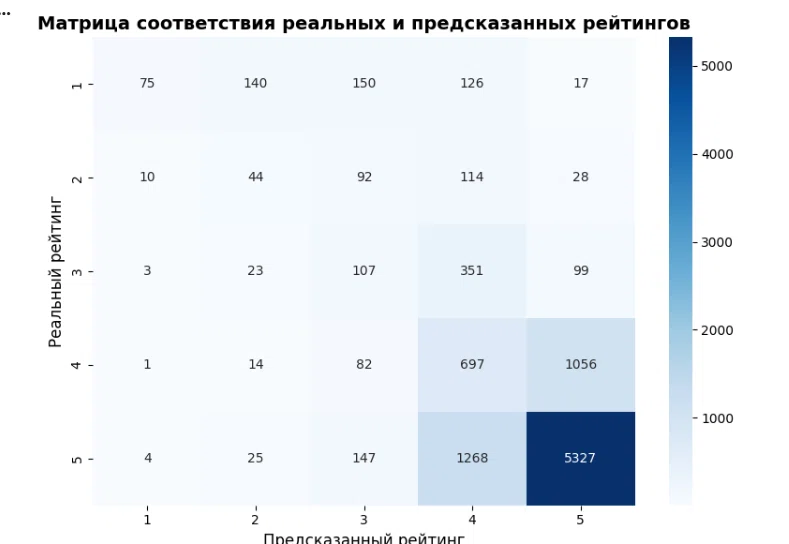 ...
Матрица соответствия реальных и предсказанных рейтингов
Реальный рейтинг
1 75 140 150 126 17
2 10 44 92 114 28
3 3 23 107 351 99
4 1 14 82 697 1056
5 4 25 147 1268 5327
1 2 3 4 5
Предсказанный рейтинг
5000
4000
3000
2000
1000